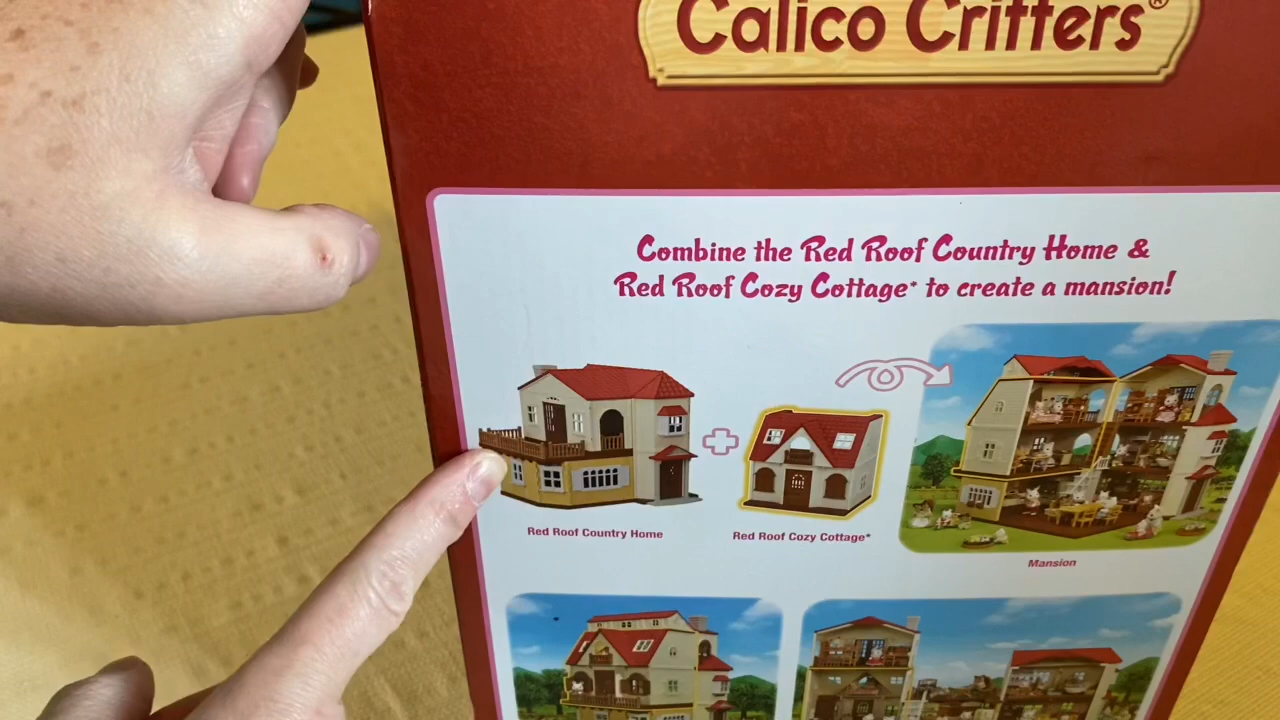 Calico Critters®
Combine the Red Roof Country Home &
Red Roof Cozy Cottage* to create a mansion!
Red Roof Country Home
Red Roof Cozy Cottage*
Mansion